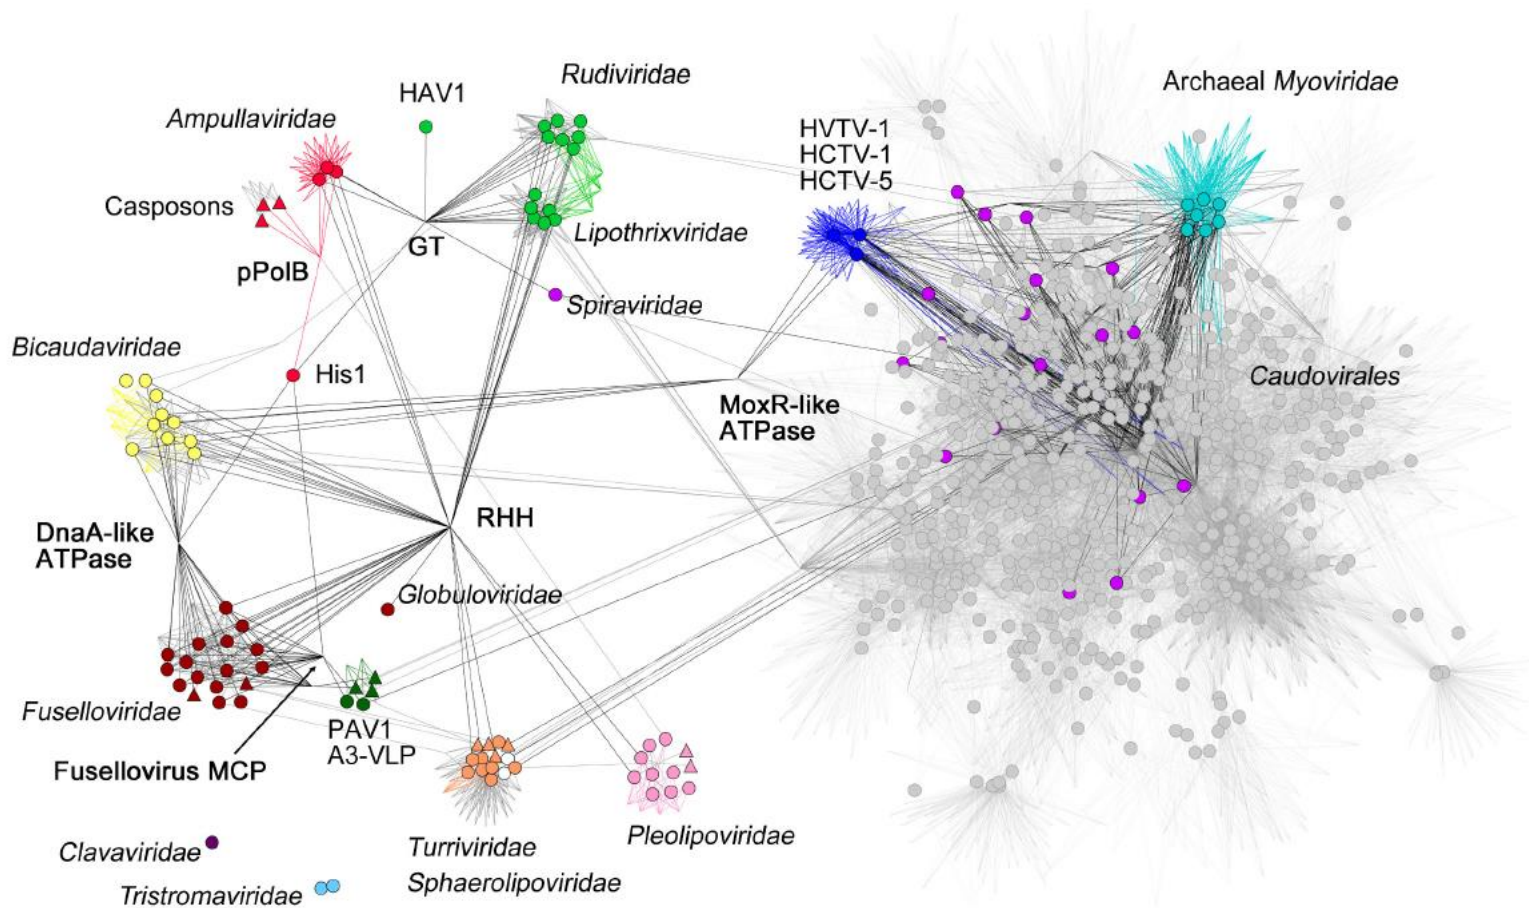 Rudiviridae
Archaeal Myoviridae
HAV1
Ampullaviridae
HVTV-1
HCTV-1
HCTV-5
Casposons
Lipothrixviridae
GT
pPolB
Spiraviridae
Bicaudaviridae
His1
Caudovirales
MoxR-like
ATPase
RHH
DnaA-like
ATPase
Globuloviridae
Fuselloviridae
PAV1
A3-VLP
Fusellovirus MCP
Pleolipoviridae
Turriviridae
Clavaviridae
Sphaerolipoviridae
Tristromaviridae